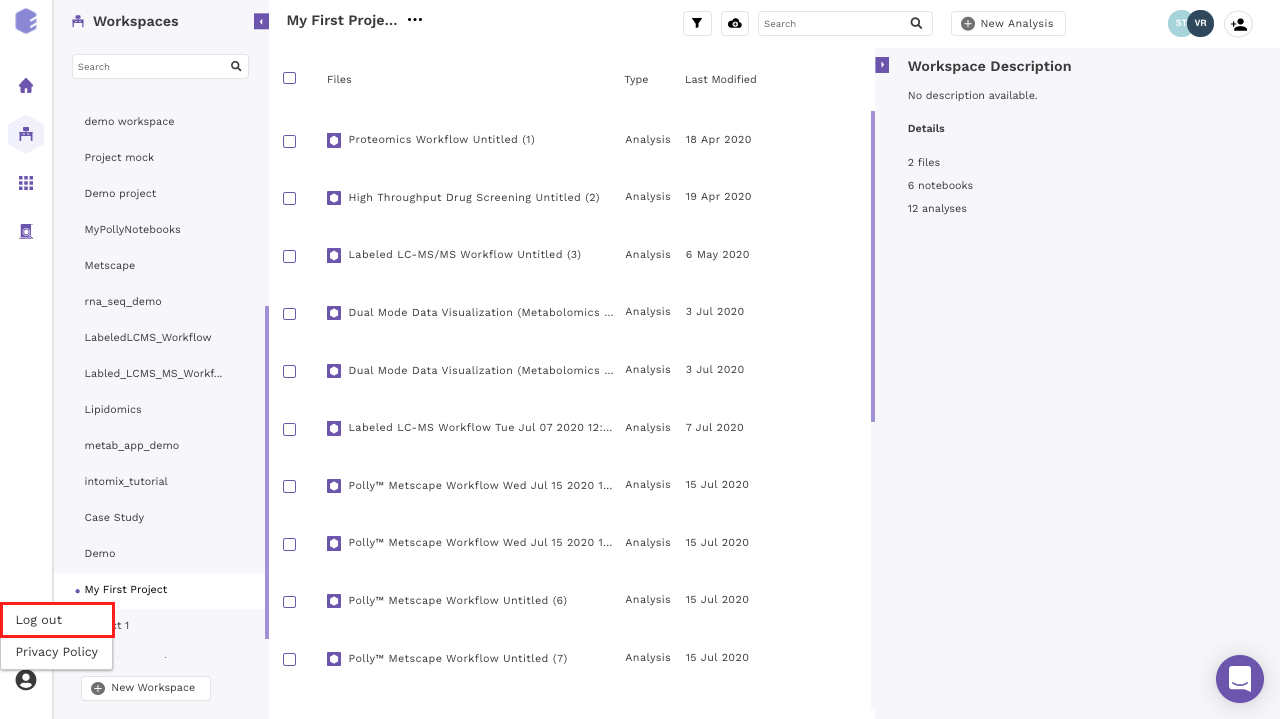 Workspaces
My First Proje...
Search
New Analysis
ST
VR
Search
demo workspace
Project mock
Demo project
MyPollyNotebooks
Metscape
rna_seq_demo
LabeledLCMS_Workflow
Labled_LCMS_MS_Workf...
Lipidomics
metab_app_demo
intomix_tutorial
Case Study
Demo
My First Project
ct 1
New Workspace
Log out
Privacy Policy
Files Type Last Modified
Proteomics Workflow Untitled (1) Analysis 18 Apr 2020
High Throughput Drug Screening Untitled (2) Analysis 19 Apr 2020
Labeled LC-MS/MS Workflow Untitled (3) Analysis 6 May 2020
Dual Mode Data Visualization (Metabolomics ... Analysis 3 Jul 2020
Dual Mode Data Visualization (Metabolomics ... Analysis 3 Jul 2020
Labeled LC-MS Workflow Tue Jul 07 2020 12:... Analysis 7 Jul 2020
Polly™ Metscape Workflow Wed Jul 15 2020 1... Analysis 15 Jul 2020
Polly™ Metscape Workflow Wed Jul 15 2020 1... Analysis 15 Jul 2020
Polly™ Metscape Workflow Untitled (6) Analysis 15 Jul 2020
Polly™ Metscape Workflow Untitled (7) Analysis 15 Jul 2020
Workspace Description
No description available.
Details
2 files
6 notebooks
12 analyses